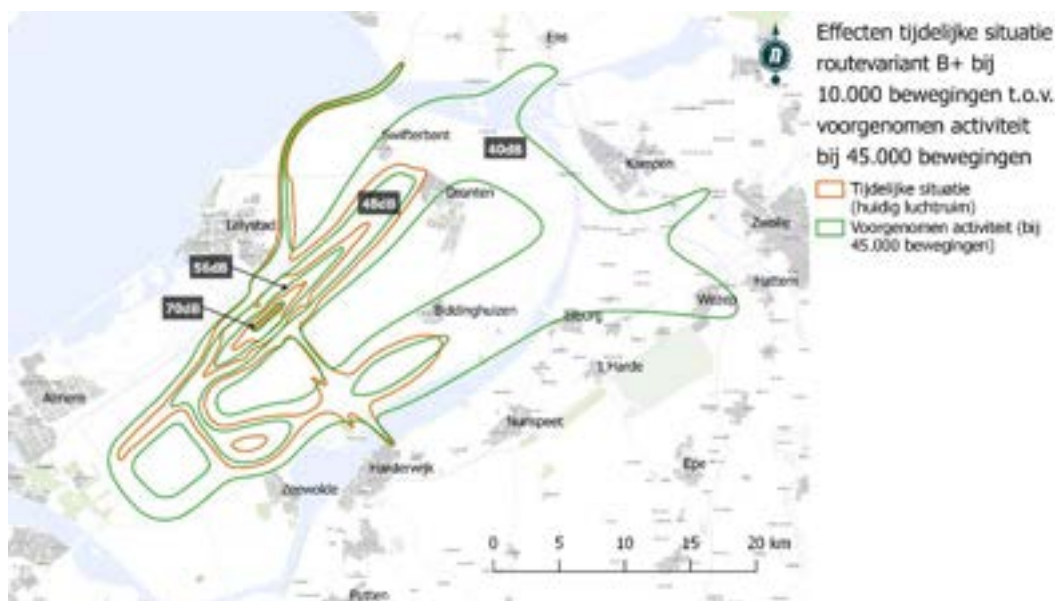 Effecten tijdelijke situatie
routevariant B+ bij
10.000 bewegingen t.o.v.
voorgenomen activiteit
bij 45.000 bewegingen
Tijdelijke situatie
(huidig luchtruim)
Voorgenomen activiteit (bij
45.000 bewegingen)
n
Ens
Swifterbant
40dB
Kampen
Dronten
48dB
Lelystad
Zwolle
56dB
Hattem
Wezep
70dB
Biddinghuizen
Elburg
't Harde
Almere
Nunspeet
Epe
Harderwijk
Zeewolde
0 5 10 15 20 km
Putten